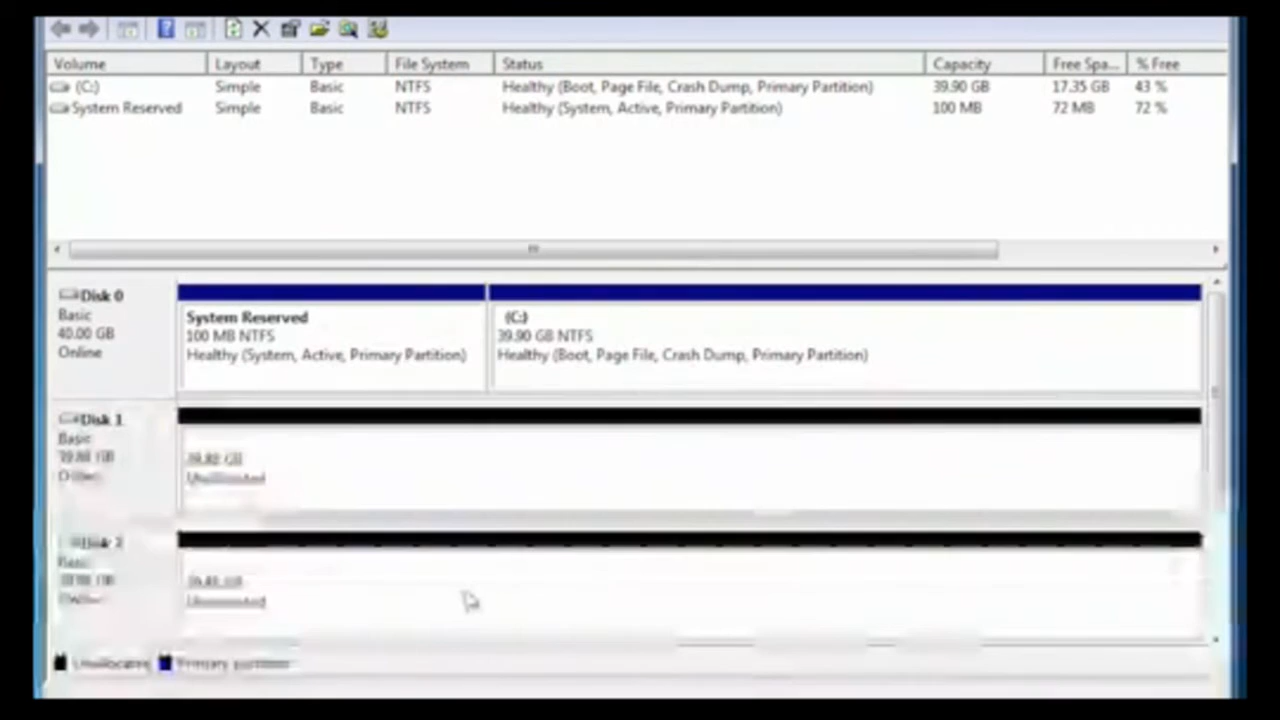 Volume Layout Type File System Status Capacity Free Spa... % Free
(C:) Simple Basic NTFS Healthy (Boot, Page File, Crash Dump, Primary Partition) 39.90 GB 17.35 GB 43 %
System Reserved Simple Basic NTFS Healthy (System, Active, Primary Partition) 100 MB 72 MB 72 %
Disk 0
Basic
40.00 GB
Online
System Reserved
100 MB NTFS
Healthy (System, Active, Primary Partition)
(C:)
39.90 GB NTFS
Healthy (Boot, Page File, Crash Dump, Primary Partition)
Disk 1
Basic
Online
Unallocated
Disk 2
Basic
Unallocated
Unallocated Primary partition